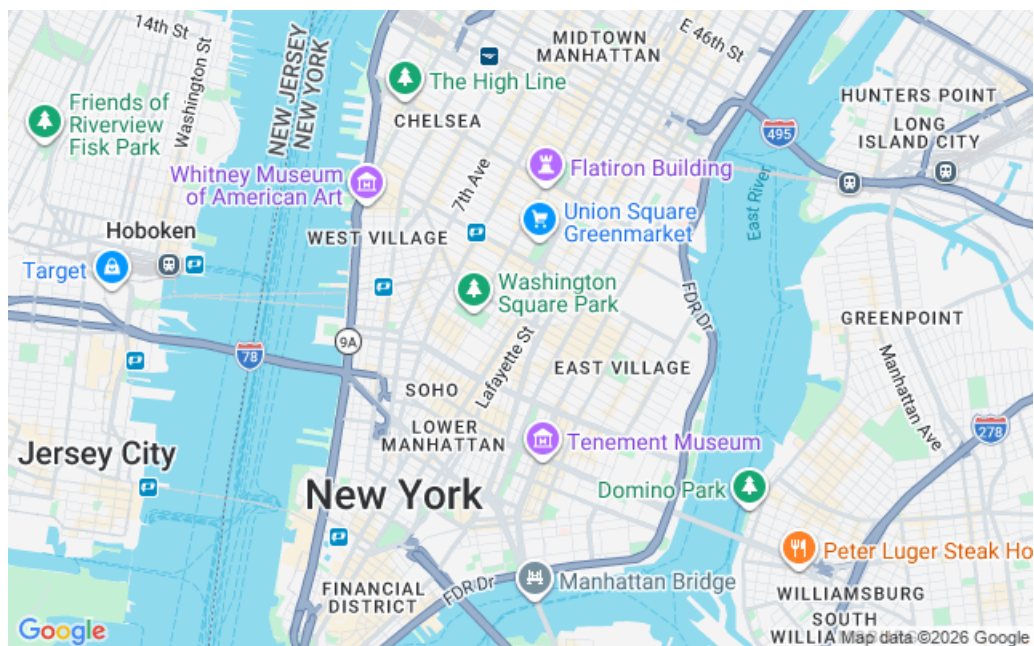 14th St
Washington St
NEW JERSEY
NEW YORK
MIDTOWN
MANHATTAN
E 46th St
The High Line
Friends of
Riverview
Fisk Park
CHELSEA
HUNTERS POINT
LONG
ISLAND CITY
495
7th Ave
Whitney Museum
of American Art
Flatiron Building
East River
Union Square
Greenmarket
Hoboken
WEST VILLAGE
Target
Washington
Square Park
FDR Dr
GREENPOINT
9A
78
Lafayette St
EAST VILLAGE
Manhattan Ave
SOHO
LOWER
MANHATTAN
278
Tenement Museum
Jersey City
New York
Domino Park
Peter Luger Steak Ho
FINANCIAL
DISTRICT
FDR Dr
Manhattan Bridge
WILLIAMSBURG
SOUTH
WILLIA
Google
Map data ©2026 Google